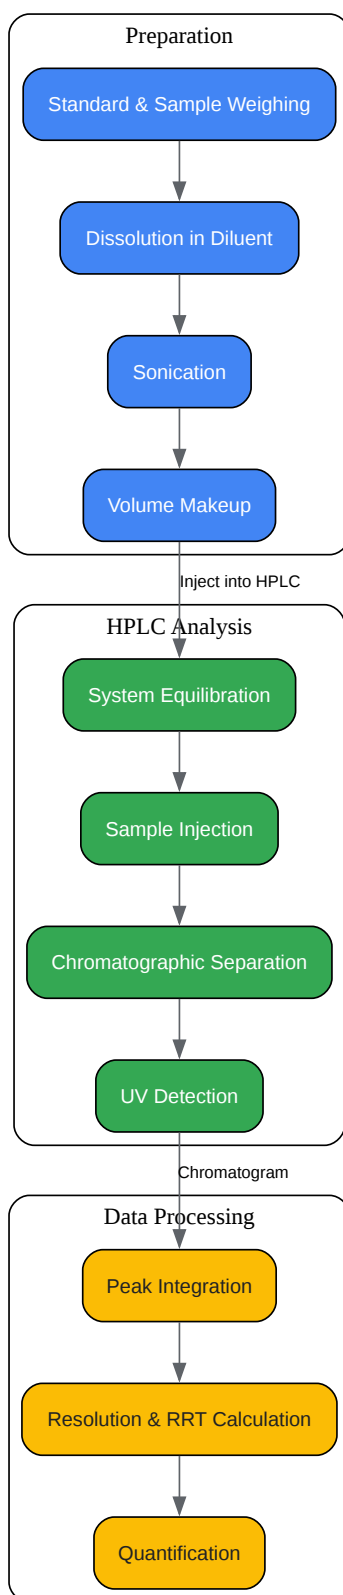 Preparation
Standard & Sample Weighing
Dissolution in Diluent
Sonication
Volume Makeup
Inject into HPLC
HPLC Analysis
System Equilibration
Sample Injection
Chromatographic Separation
UV Detection
Chromatogram
Data Processing
Peak Integration
Resolution & RRT Calculation
Quantification